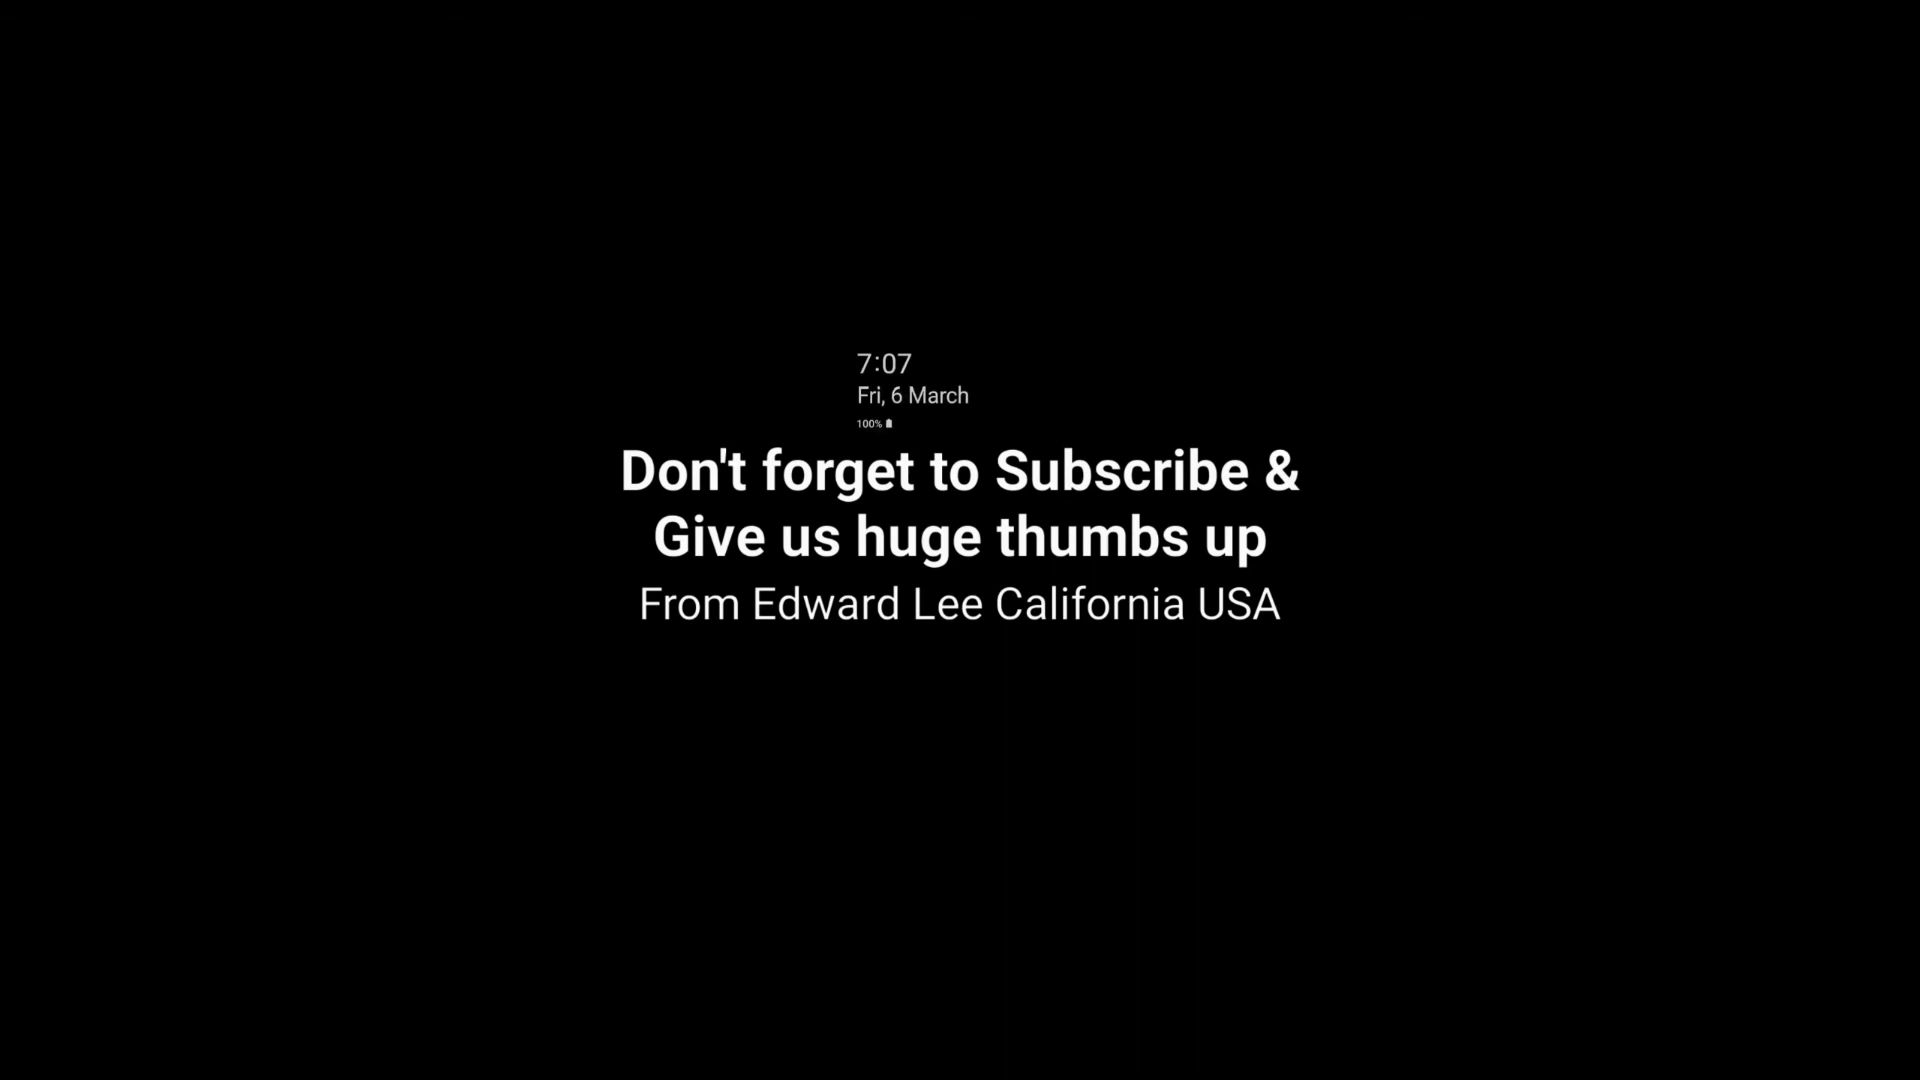 7:07
Fri, 6 March
100%
Don't forget to Subscribe &
Give us huge thumbs up
From Edward Lee California USA